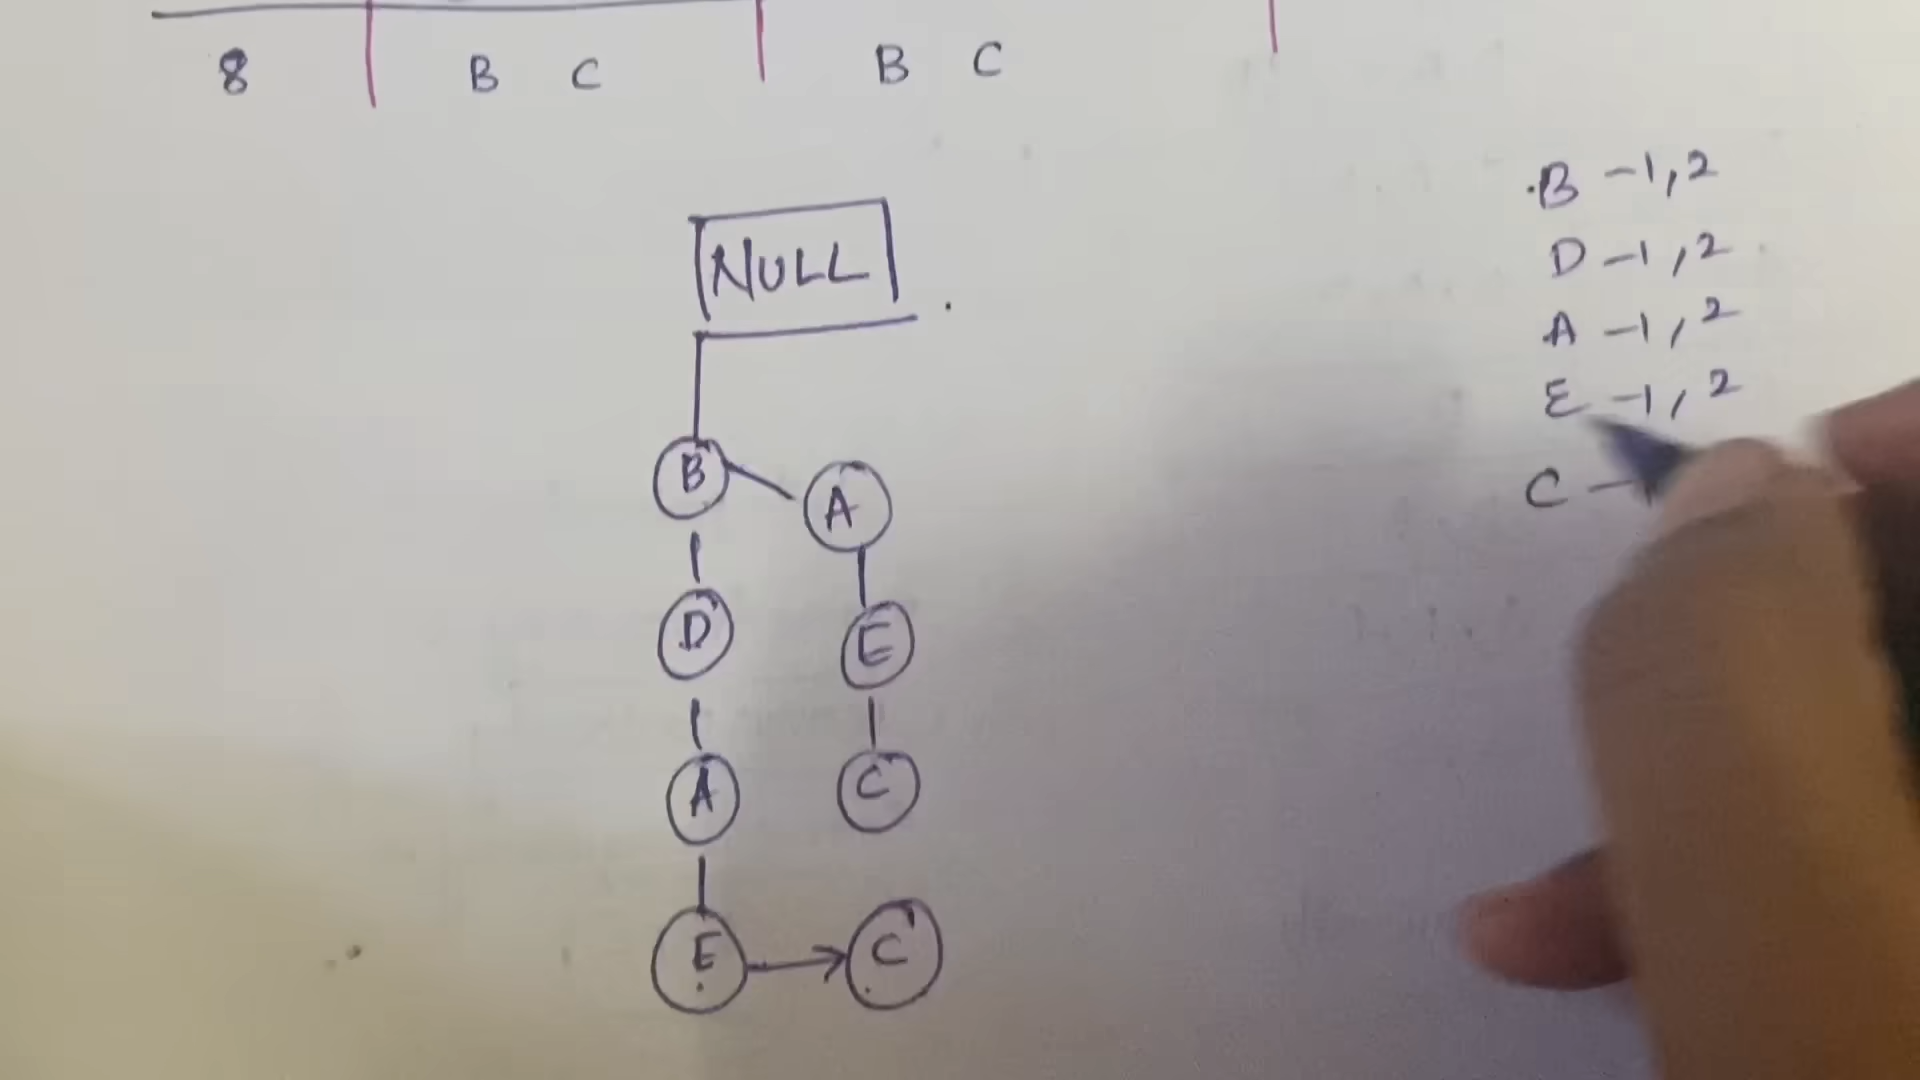 8 B C B C
NULL
B -1,2
D -1,2
A -1,2
E -1,2
C -
B A
D E
A C
E C